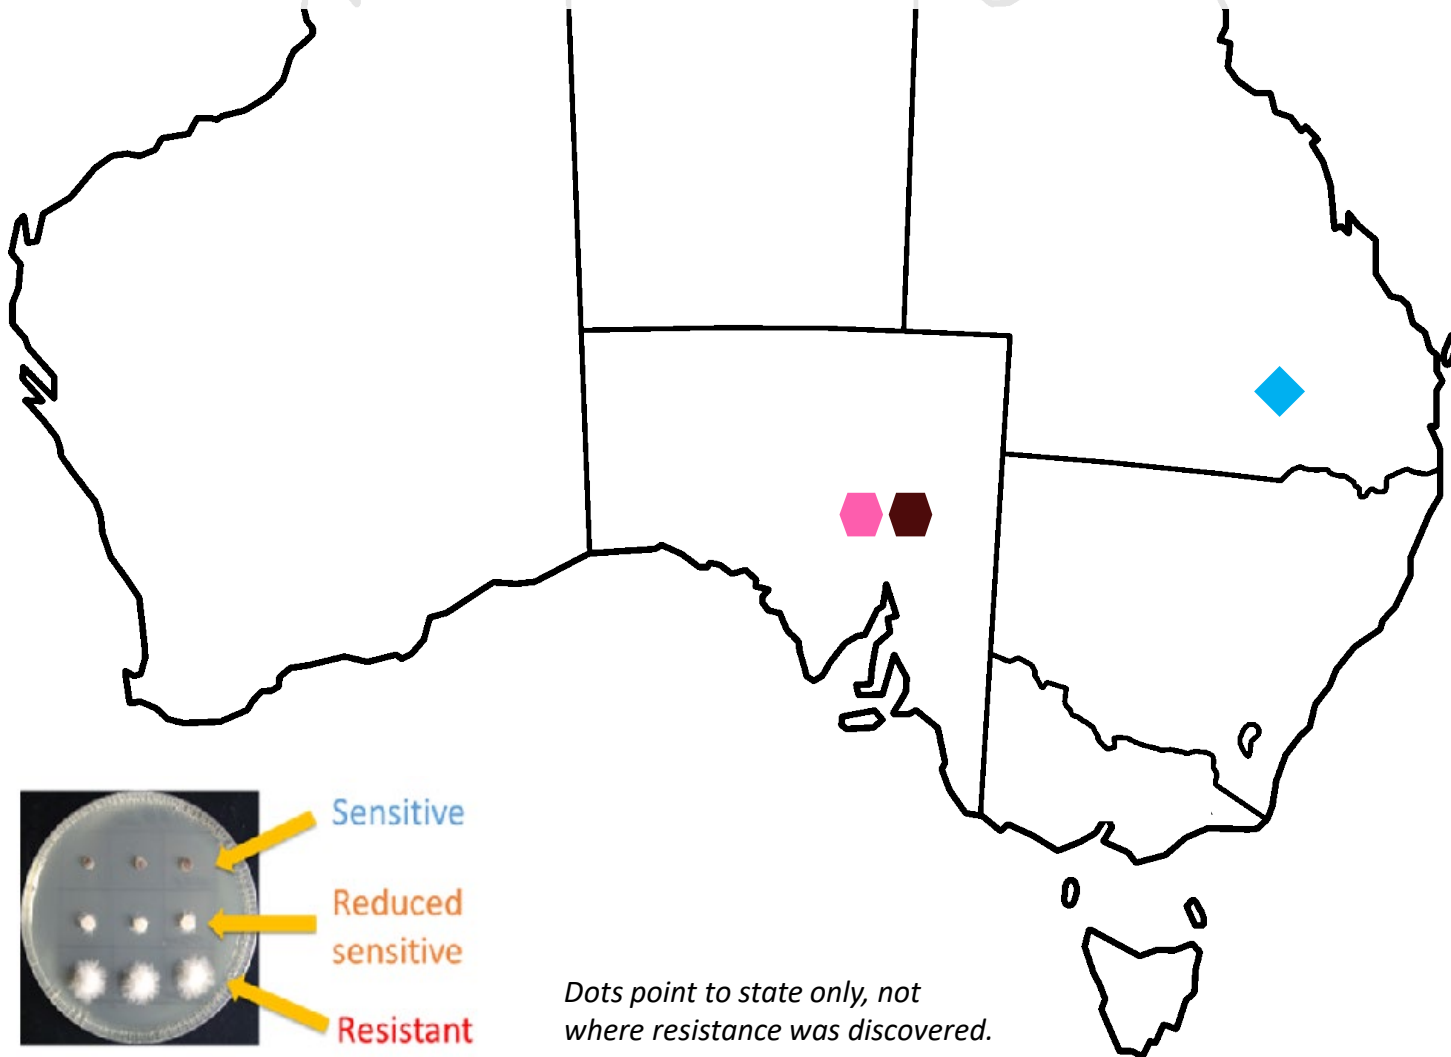 Sensitive
Reduced
sensitive
Resistant
Dots point to state only, not
where resistance was discovered.